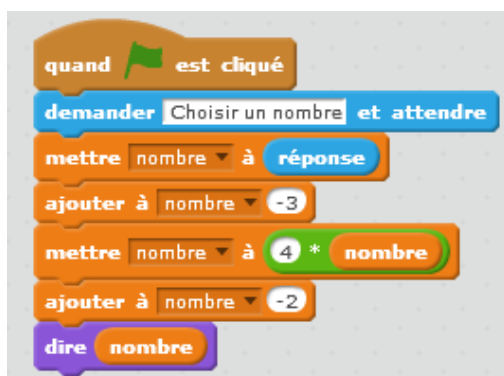 quand est cliqué
demander Choisir un nombre et attendre
mettre nombre à réponse
ajouter à nombre -3
mettre nombre à 4 * nombre
ajouter à nombre -2
dire nombre